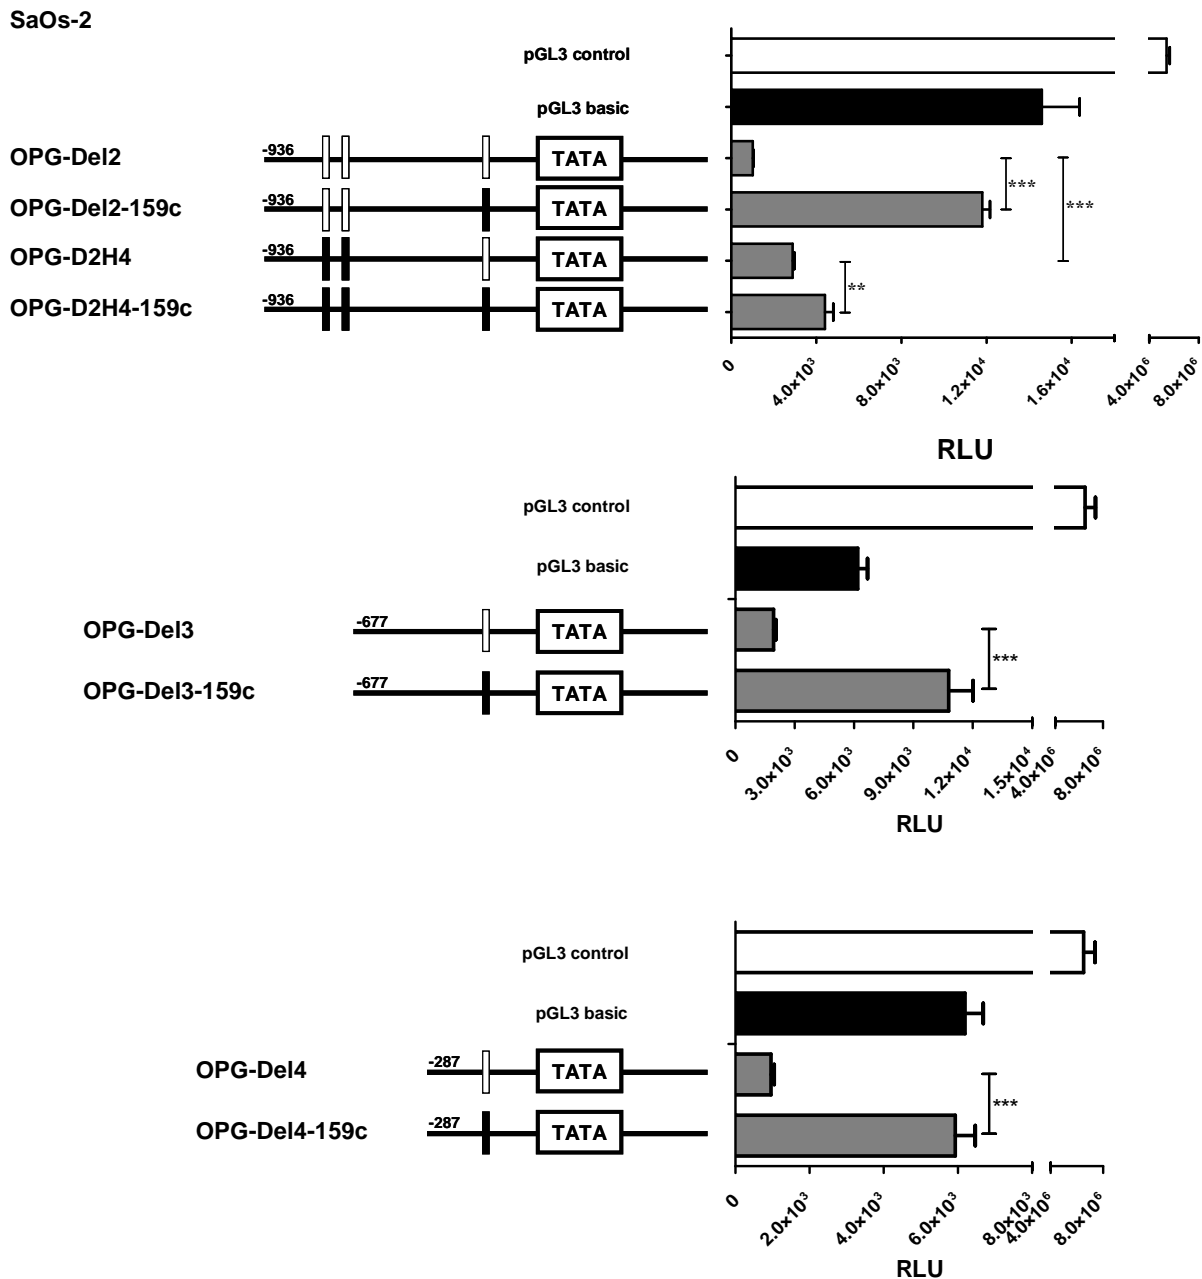 SaOs-2
pGL3 control
pGL3 basic
OPG-Del2 -936 TATA
OPG-Del2-159c -936 TATA
OPG-D2H4 -936 TATA
OPG-D2H4-159c -936 TATA
***
***
**
0 4.0×10³ 8.0×10³ 1.2×10⁴ 1.6×10⁴ 4.0×10⁶ 8.0×10⁶
RLU
pGL3 control
pGL3 basic
OPG-Del3 -677 TATA
OPG-Del3-159c -677 TATA
***
0 3.0×10³ 6.0×10³ 9.0×10³ 1.2×10⁴ 1.5×10⁴ 4.0×10⁶ 8.0×10⁶
RLU
pGL3 control
pGL3 basic
OPG-Del4 -287 TATA
OPG-Del4-159c -287 TATA
***
0 2.0×10³ 4.0×10³ 6.0×10³ 8.0×10³ 4.0×10⁶ 8.0×10⁶
RLU